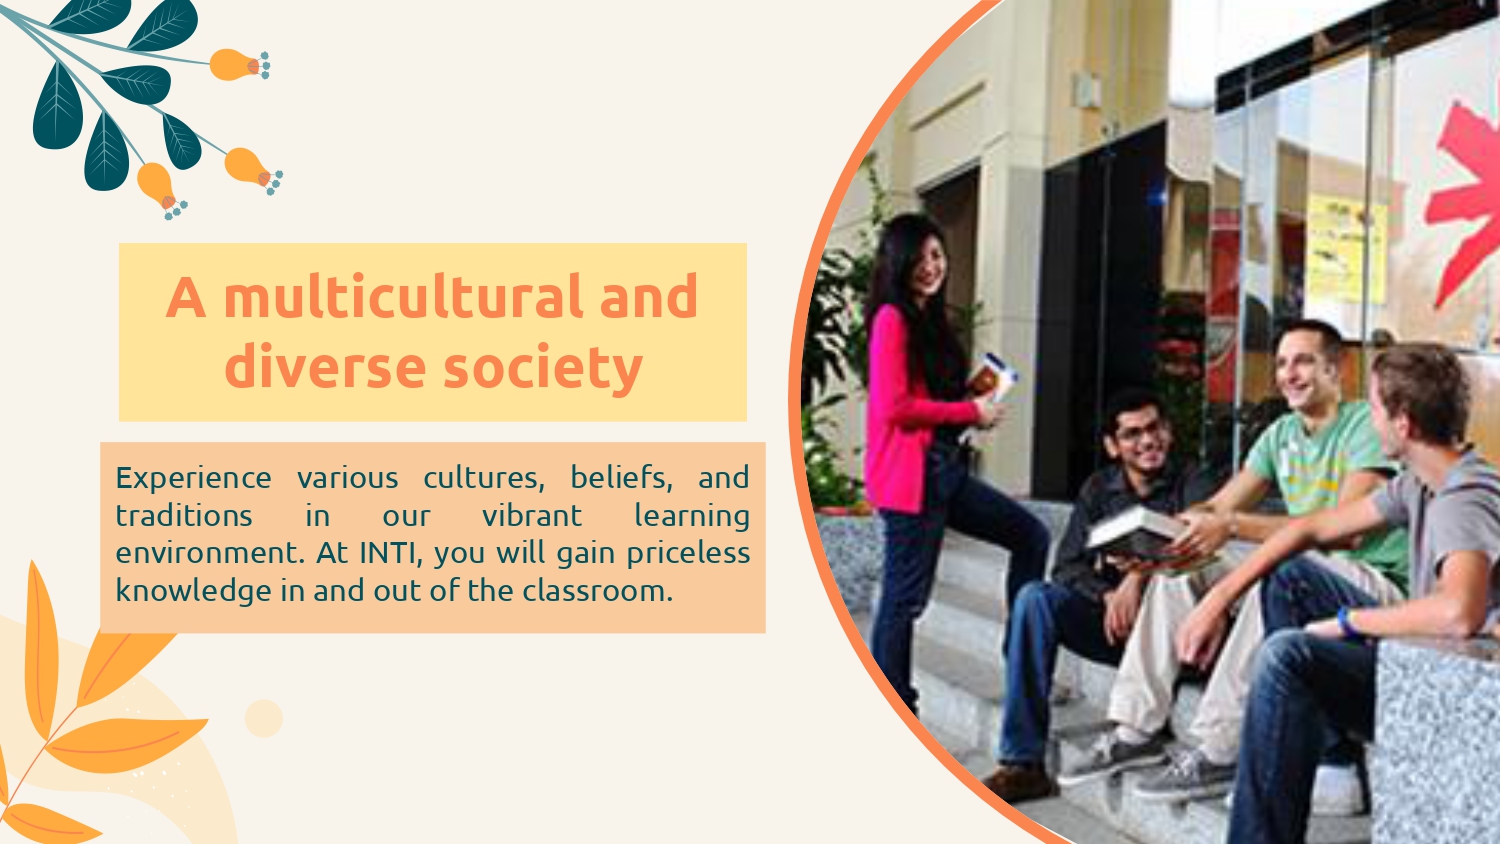 A multicultural and
diverse society
Experience various cultures, beliefs, and
traditions in our vibrant learning
environment. At INTI, you will gain priceless
knowledge in and out of the classroom.